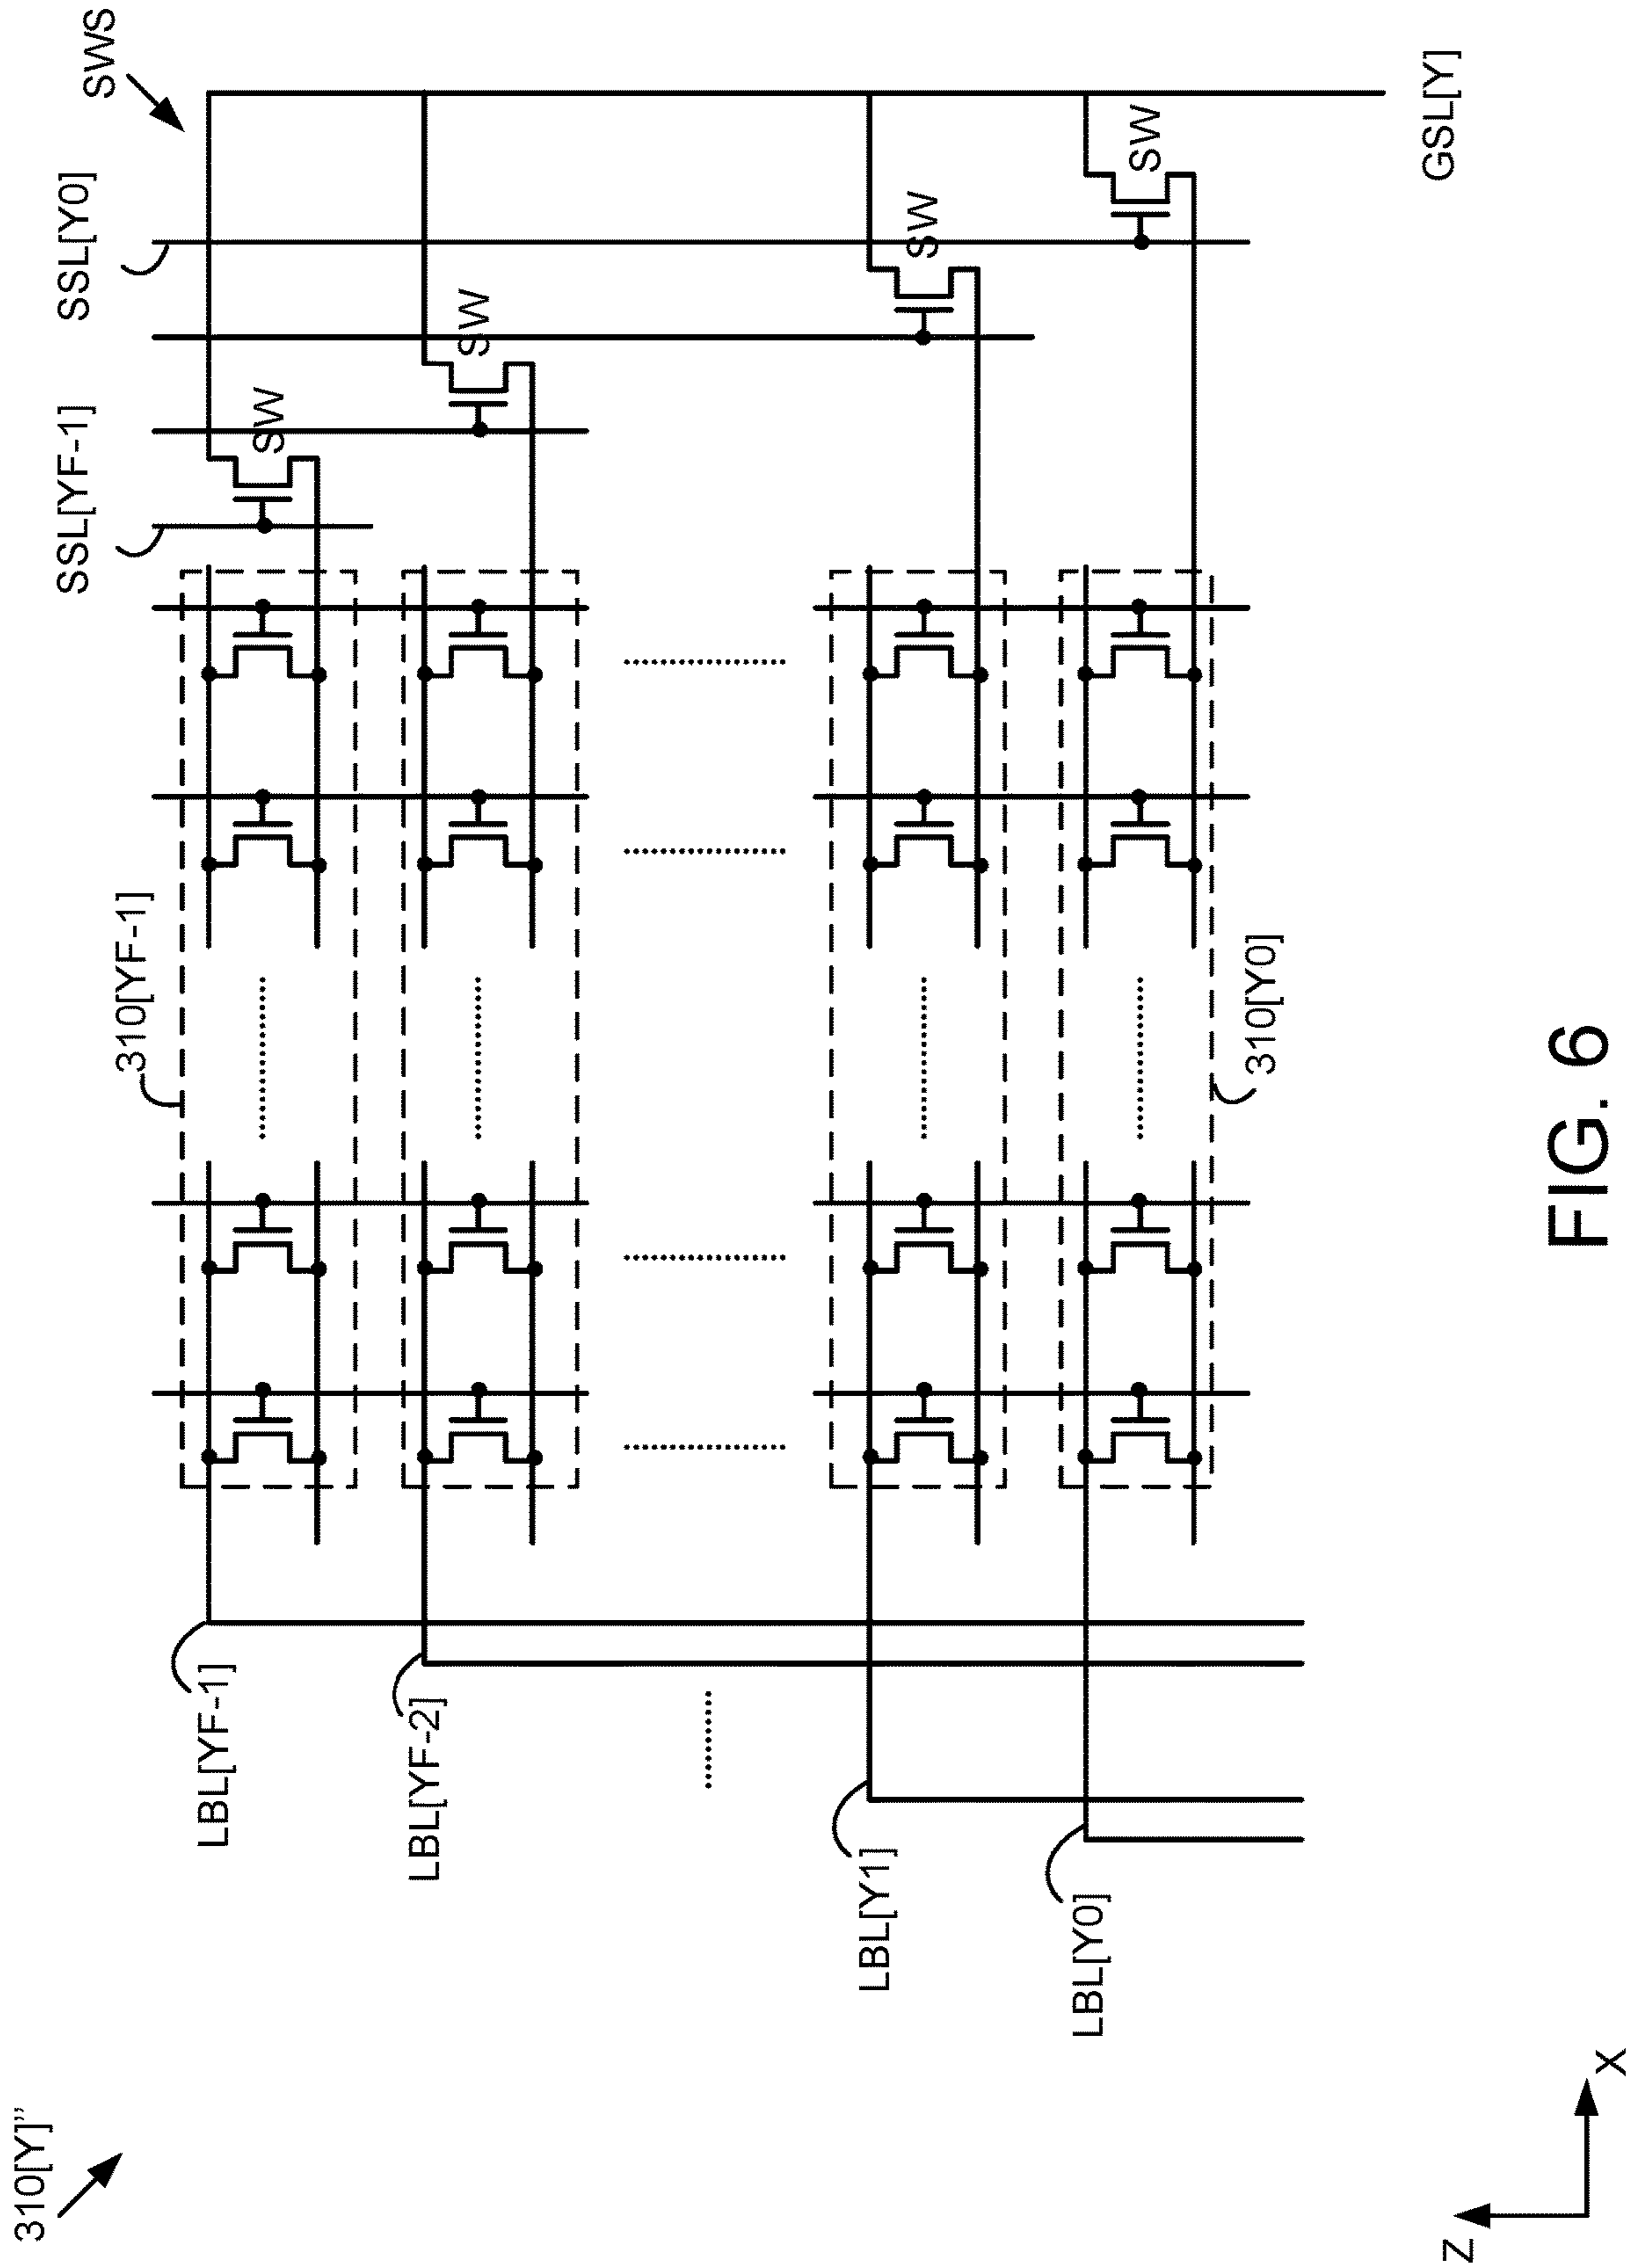 310[Y]”
SWS
SSL[YF-1]
SSL[Y0]
SW
SW
SW
SW
310[YF-1]
310[Y0]
LBL[YF-1]
LBL[YF-2]
LBL[Y1]
LBL[Y0]
GSL[Y]
Z
X
FIG. 6